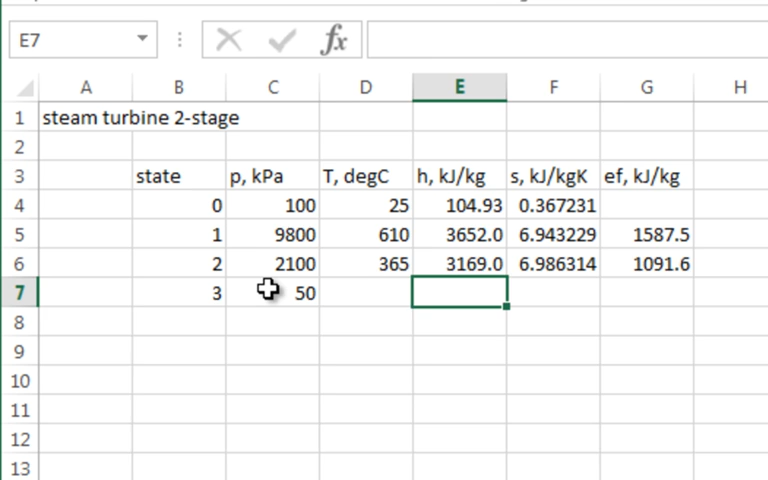 E7 fx
A B C D E F G H
1 steam turbine 2-stage
2
3 state p, kPa T, degC h, kJ/kg s, kJ/kgK ef, kJ/kg
4 0 100 25 104.93 0.367231
5 1 9800 610 3652.0 6.943229 1587.5
6 2 2100 365 3169.0 6.986314 1091.6
7 3 50
8
9
10
11
12
13